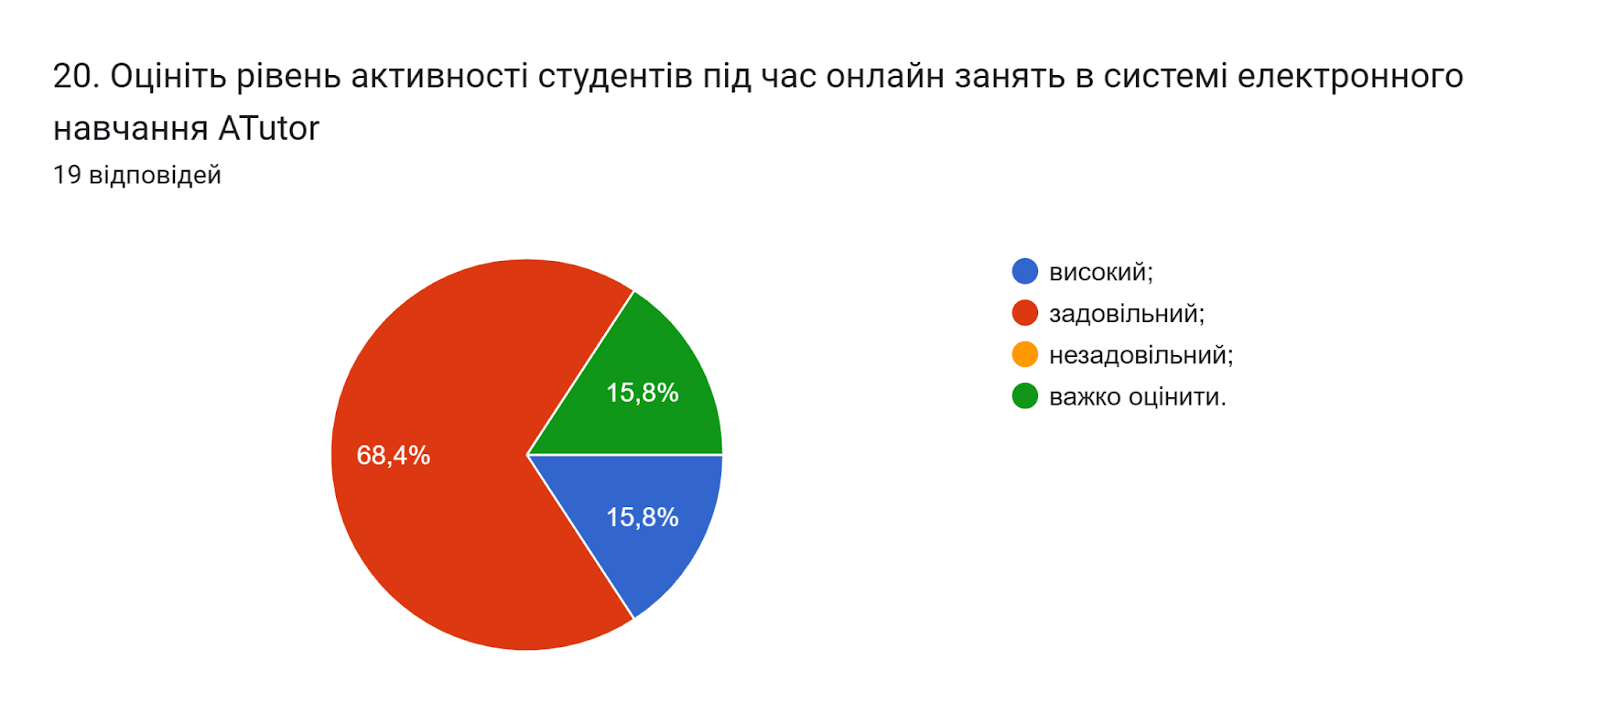 20. Оцініть рівень активності студентів під час онлайн занять в системі електронного
навчання ATutor
19 відповідей
високий;
задовільний;
незадовільний;
важко оцінити.
15,8%
68,4%
15,8%